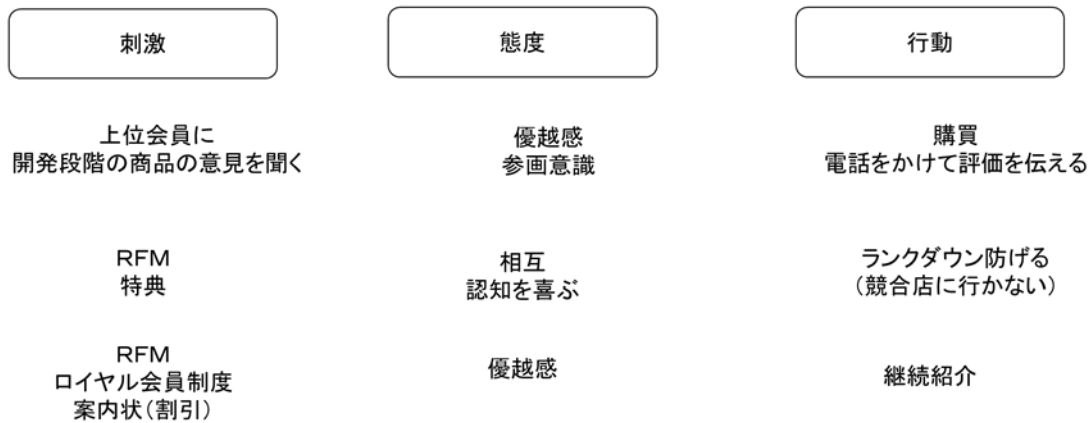 刺激
態度
行動
上位会員に
開発段階の商品の意見を聞く
優越感
参画意識
購買
電話をかけて評価を伝える
RFM
特典
相互
認知を喜ぶ
ランクダウン防げる
（競合店に行かない）
RFM
ロイヤル会員制度
案内状（割引）
優越感
継続紹介